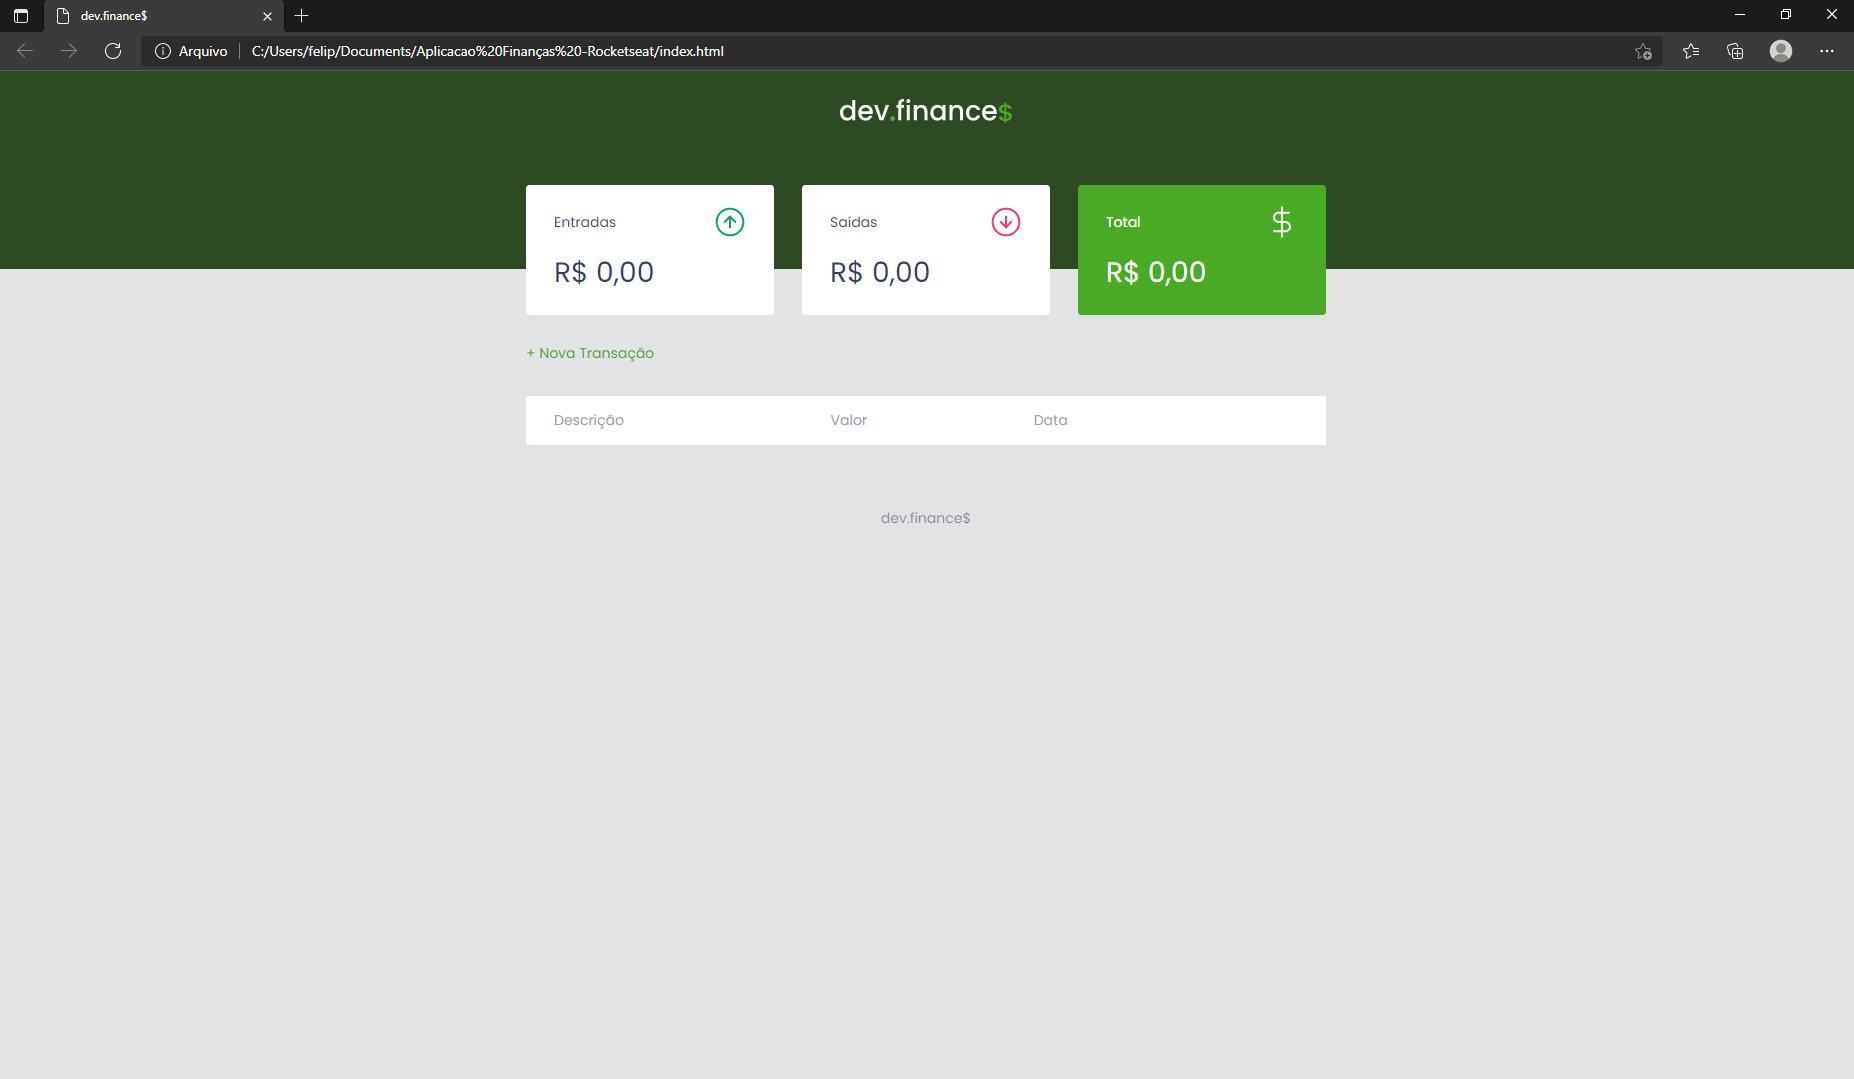 dev.finance$
Arquivo
C:/Users/felip/Documents/Aplicacao%20Finanças%20-Rocketseat/index.html
dev.finance$
Entradas
R$ 0,00
Saídas
R$ 0,00
Total
$
R$ 0,00
+ Nova Transação
Descrição Valor Data
dev.finance$